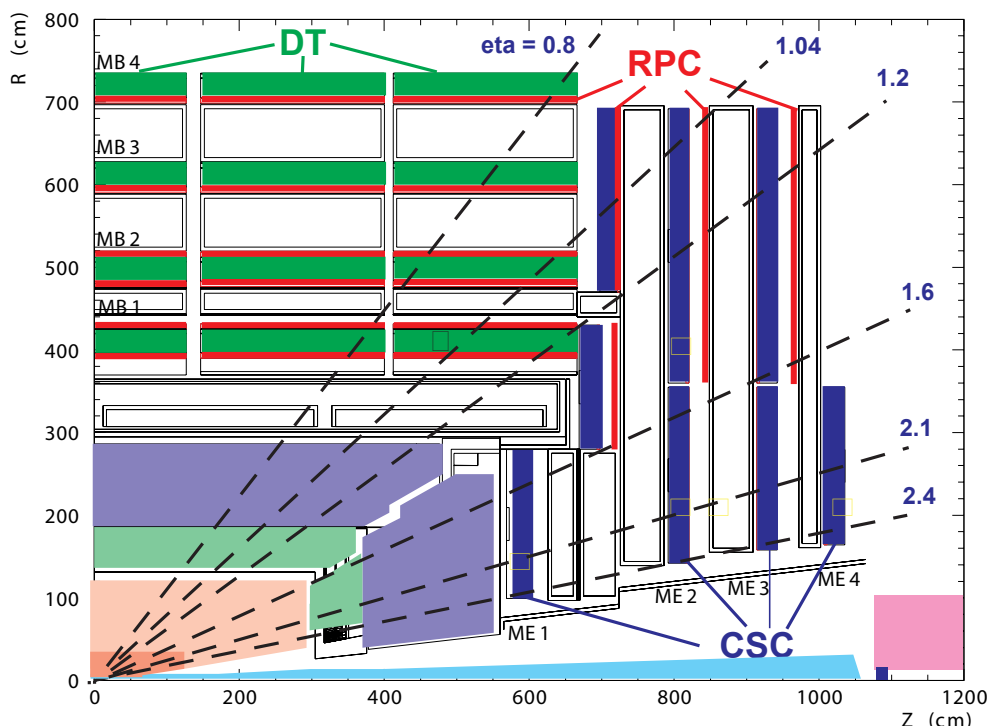 R (cm)
800
700
600
500
400
300
200
100
0
MB 4
MB 3
MB 2
MB 1
DT
eta = 0.8
1.04
RPC
1.2
1.6
2.1
2.4
ME 1
ME 2
ME 3
ME 4
CSC
0
200
400
600
800
1000
1200
Z (cm)